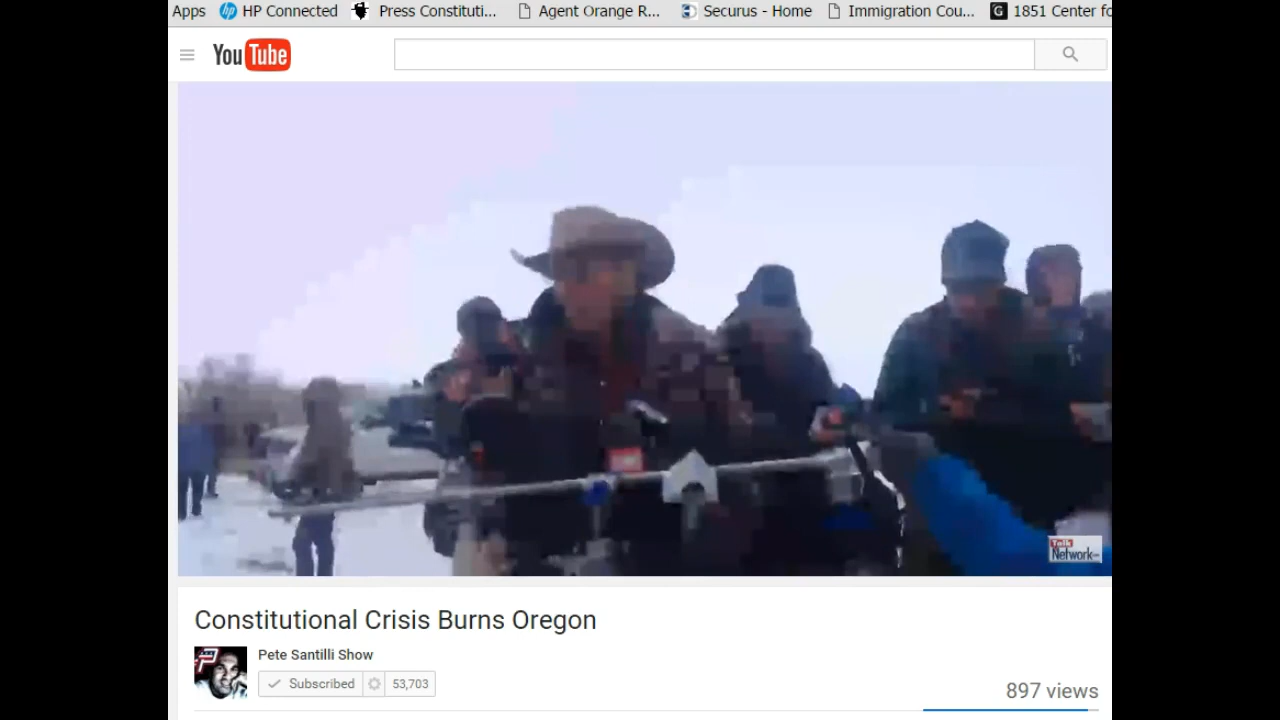 Apps HP Connected Press Constituti... Agent Orange R... Securus - Home Immigration Cou... G 1851 Center fo
YouTube
Network
Constitutional Crisis Burns Oregon
Pete Santilli Show
Subscribed 53,703
897 views